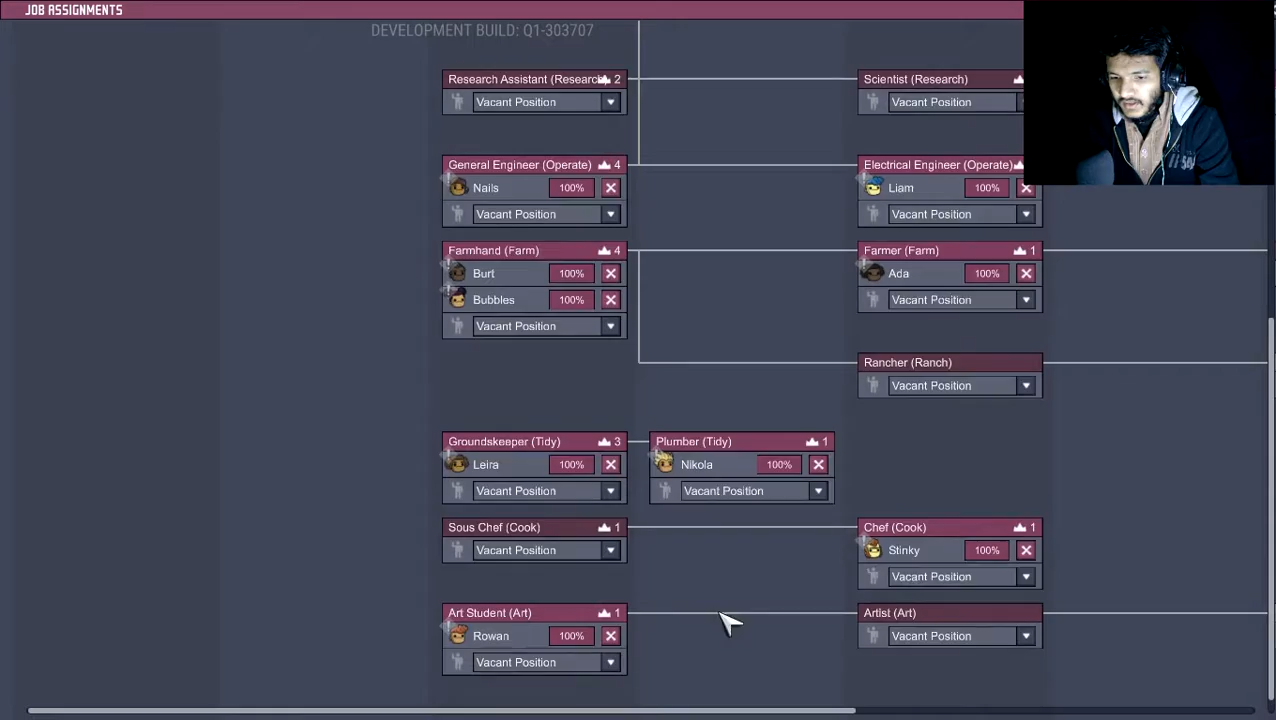 JOB ASSIGNMENTS
DEVELOPMENT BUILD: Q1-303707
Research Assistant (Research 2
Vacant Position
Scientist (Research)
Vacant Position
General Engineer (Operate) 4
Nails 100%
Vacant Position
Electrical Engineer (Operate)
Liam 100%
Vacant Position
Farmhand (Farm) 4
Burt 100%
Bubbles 100%
Vacant Position
Farmer (Farm) 1
Ada 100%
Vacant Position
Rancher (Ranch)
Vacant Position
Groundskeeper (Tidy) 3
Leira 100%
Vacant Position
Plumber (Tidy) 1
Nikola 100%
Vacant Position
Sous Chef (Cook) 1
Vacant Position
Chef (Cook) 1
Stinky 100%
Vacant Position
Art Student (Art) 1
Rowan 100%
Vacant Position
Artist (Art)
Vacant Position